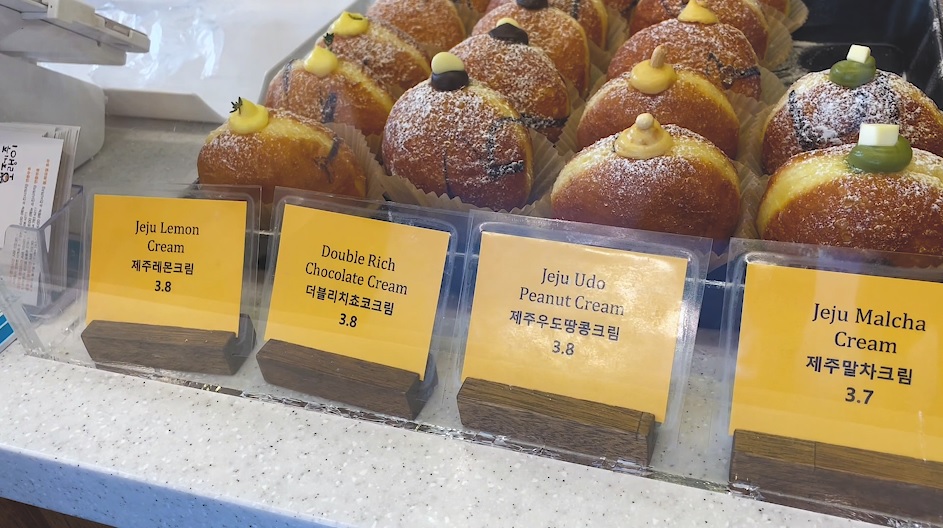 Jeju Lemon
Cream
제주레몬크림
3.8
Double Rich
Chocolate Cream
더블리치쵸코크림
3.8
Jeju Udo
Peanut Cream
제주우도땅콩크림
3.8
Jeju Malcha
Cream
제주말차크림
3.7